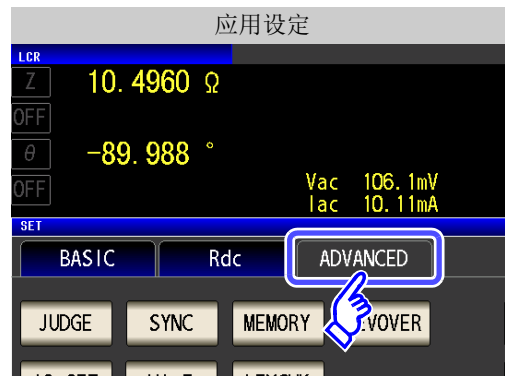 应用设定
LCR
Z 10.4960 Ω
OFF
θ -89.988 °
OFF
Vac 106.1mV
Iac 10.11mA
SET
BASIC Rdc ADVANCED
JUDGE SYNC MEMORY VOVER